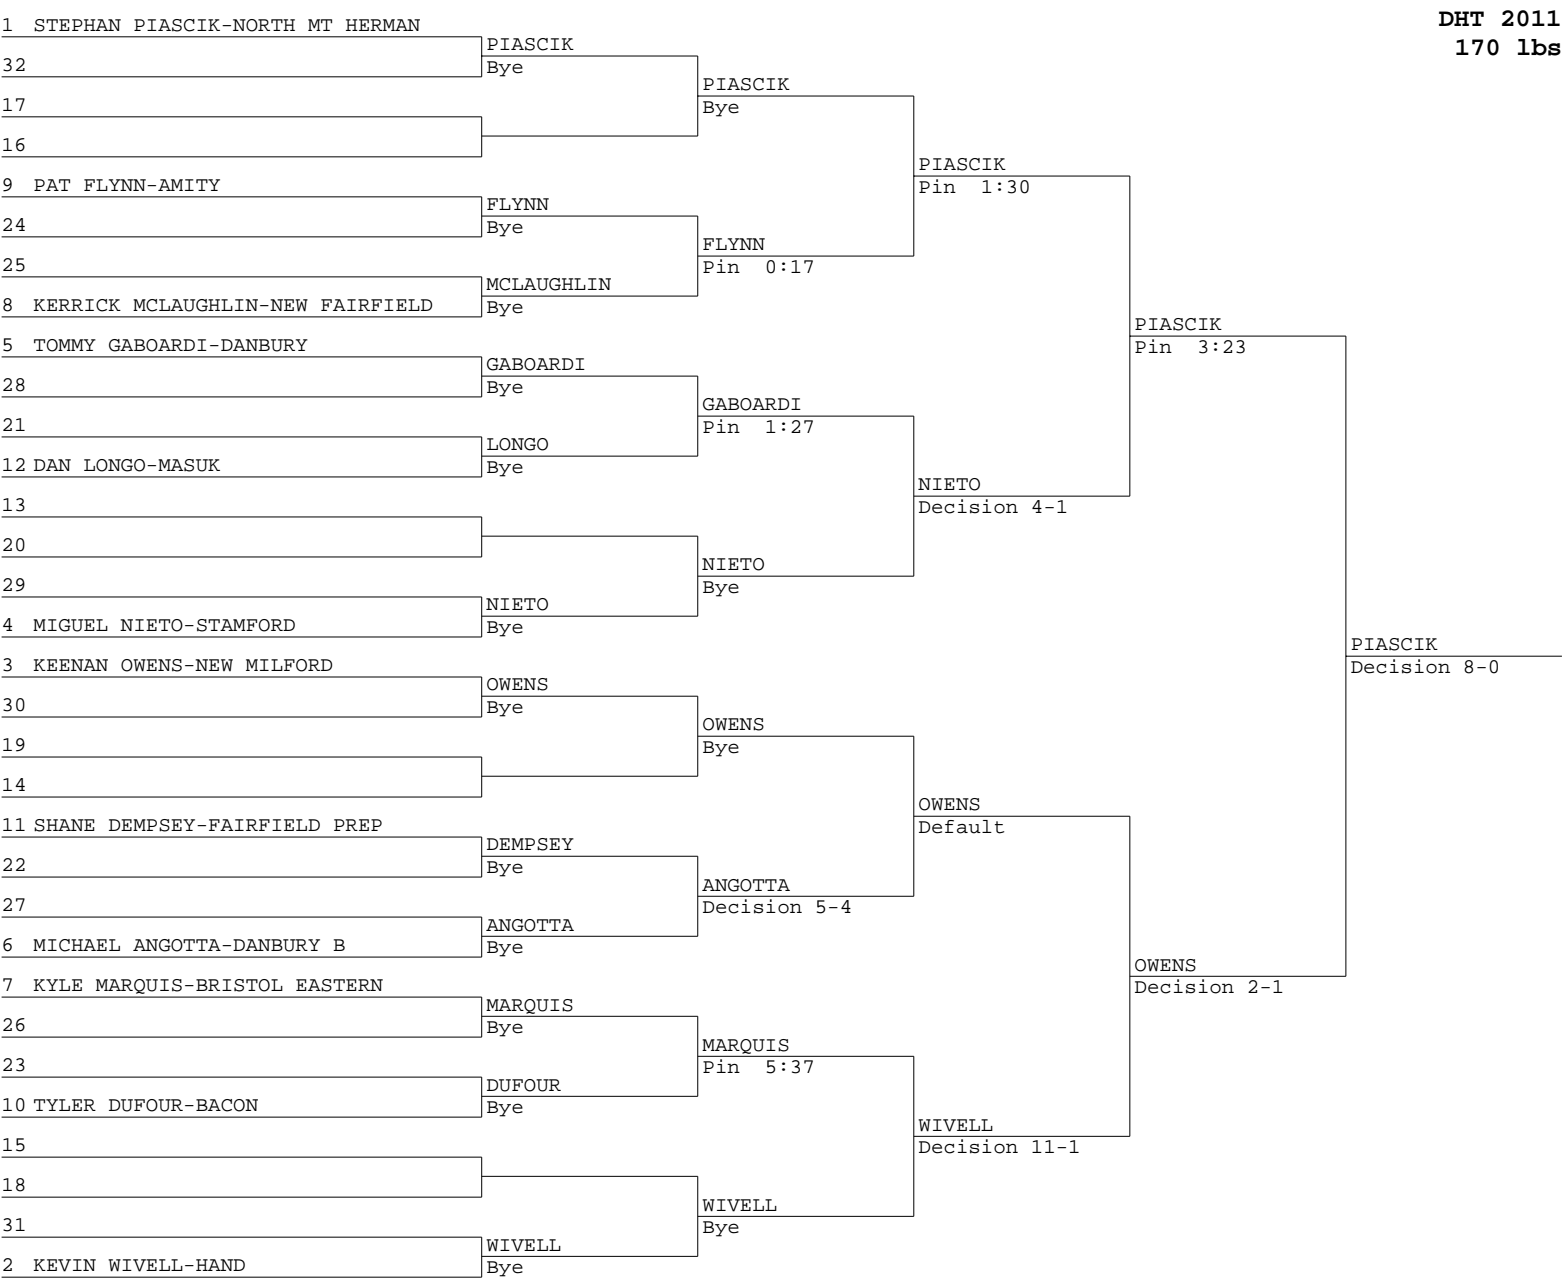 DHT 2011
170 lbs
1 STEPHAN PIASCIK-NORTH MT HERMAN
PIASCIK
32
Bye
PIASCIK
17
Bye
16
PIASCIK
9 PAT FLYNN-AMITY
Pin 1:30
FLYNN
24
Bye
FLYNN
25
Pin 0:17
MCLAUGHLIN
8 KERRICK MCLAUGHLIN-NEW FAIRFIELD
Bye
PIASCIK
5 TOMMY GABOARDI-DANBURY
Pin 3:23
GABOARDI
28
Bye
GABOARDI
21
Pin 1:27
LONGO
12 DAN LONGO-MASUK
Bye
NIETO
13
Decision 4-1
20
NIETO
29
Bye
NIETO
4 MIGUEL NIETO-STAMFORD
Bye
PIASCIK
3 KEENAN OWENS-NEW MILFORD
Decision 8-0
OWENS
30
Bye
OWENS
19
Bye
14
OWENS
11 SHANE DEMPSEY-FAIRFIELD PREP
Default
DEMPSEY
22
Bye
ANGOTTA
27
Decision 5-4
ANGOTTA
6 MICHAEL ANGOTTA-DANBURY B
Bye
OWENS
7 KYLE MARQUIS-BRISTOL EASTERN
Decision 2-1
MARQUIS
26
Bye
MARQUIS
23
Pin 5:37
DUFOUR
10 TYLER DUFOUR-BACON
Bye
WIVELL
15
Decision 11-1
18
WIVELL
31
Bye
WIVELL
2 KEVIN WIVELL-HAND
Bye